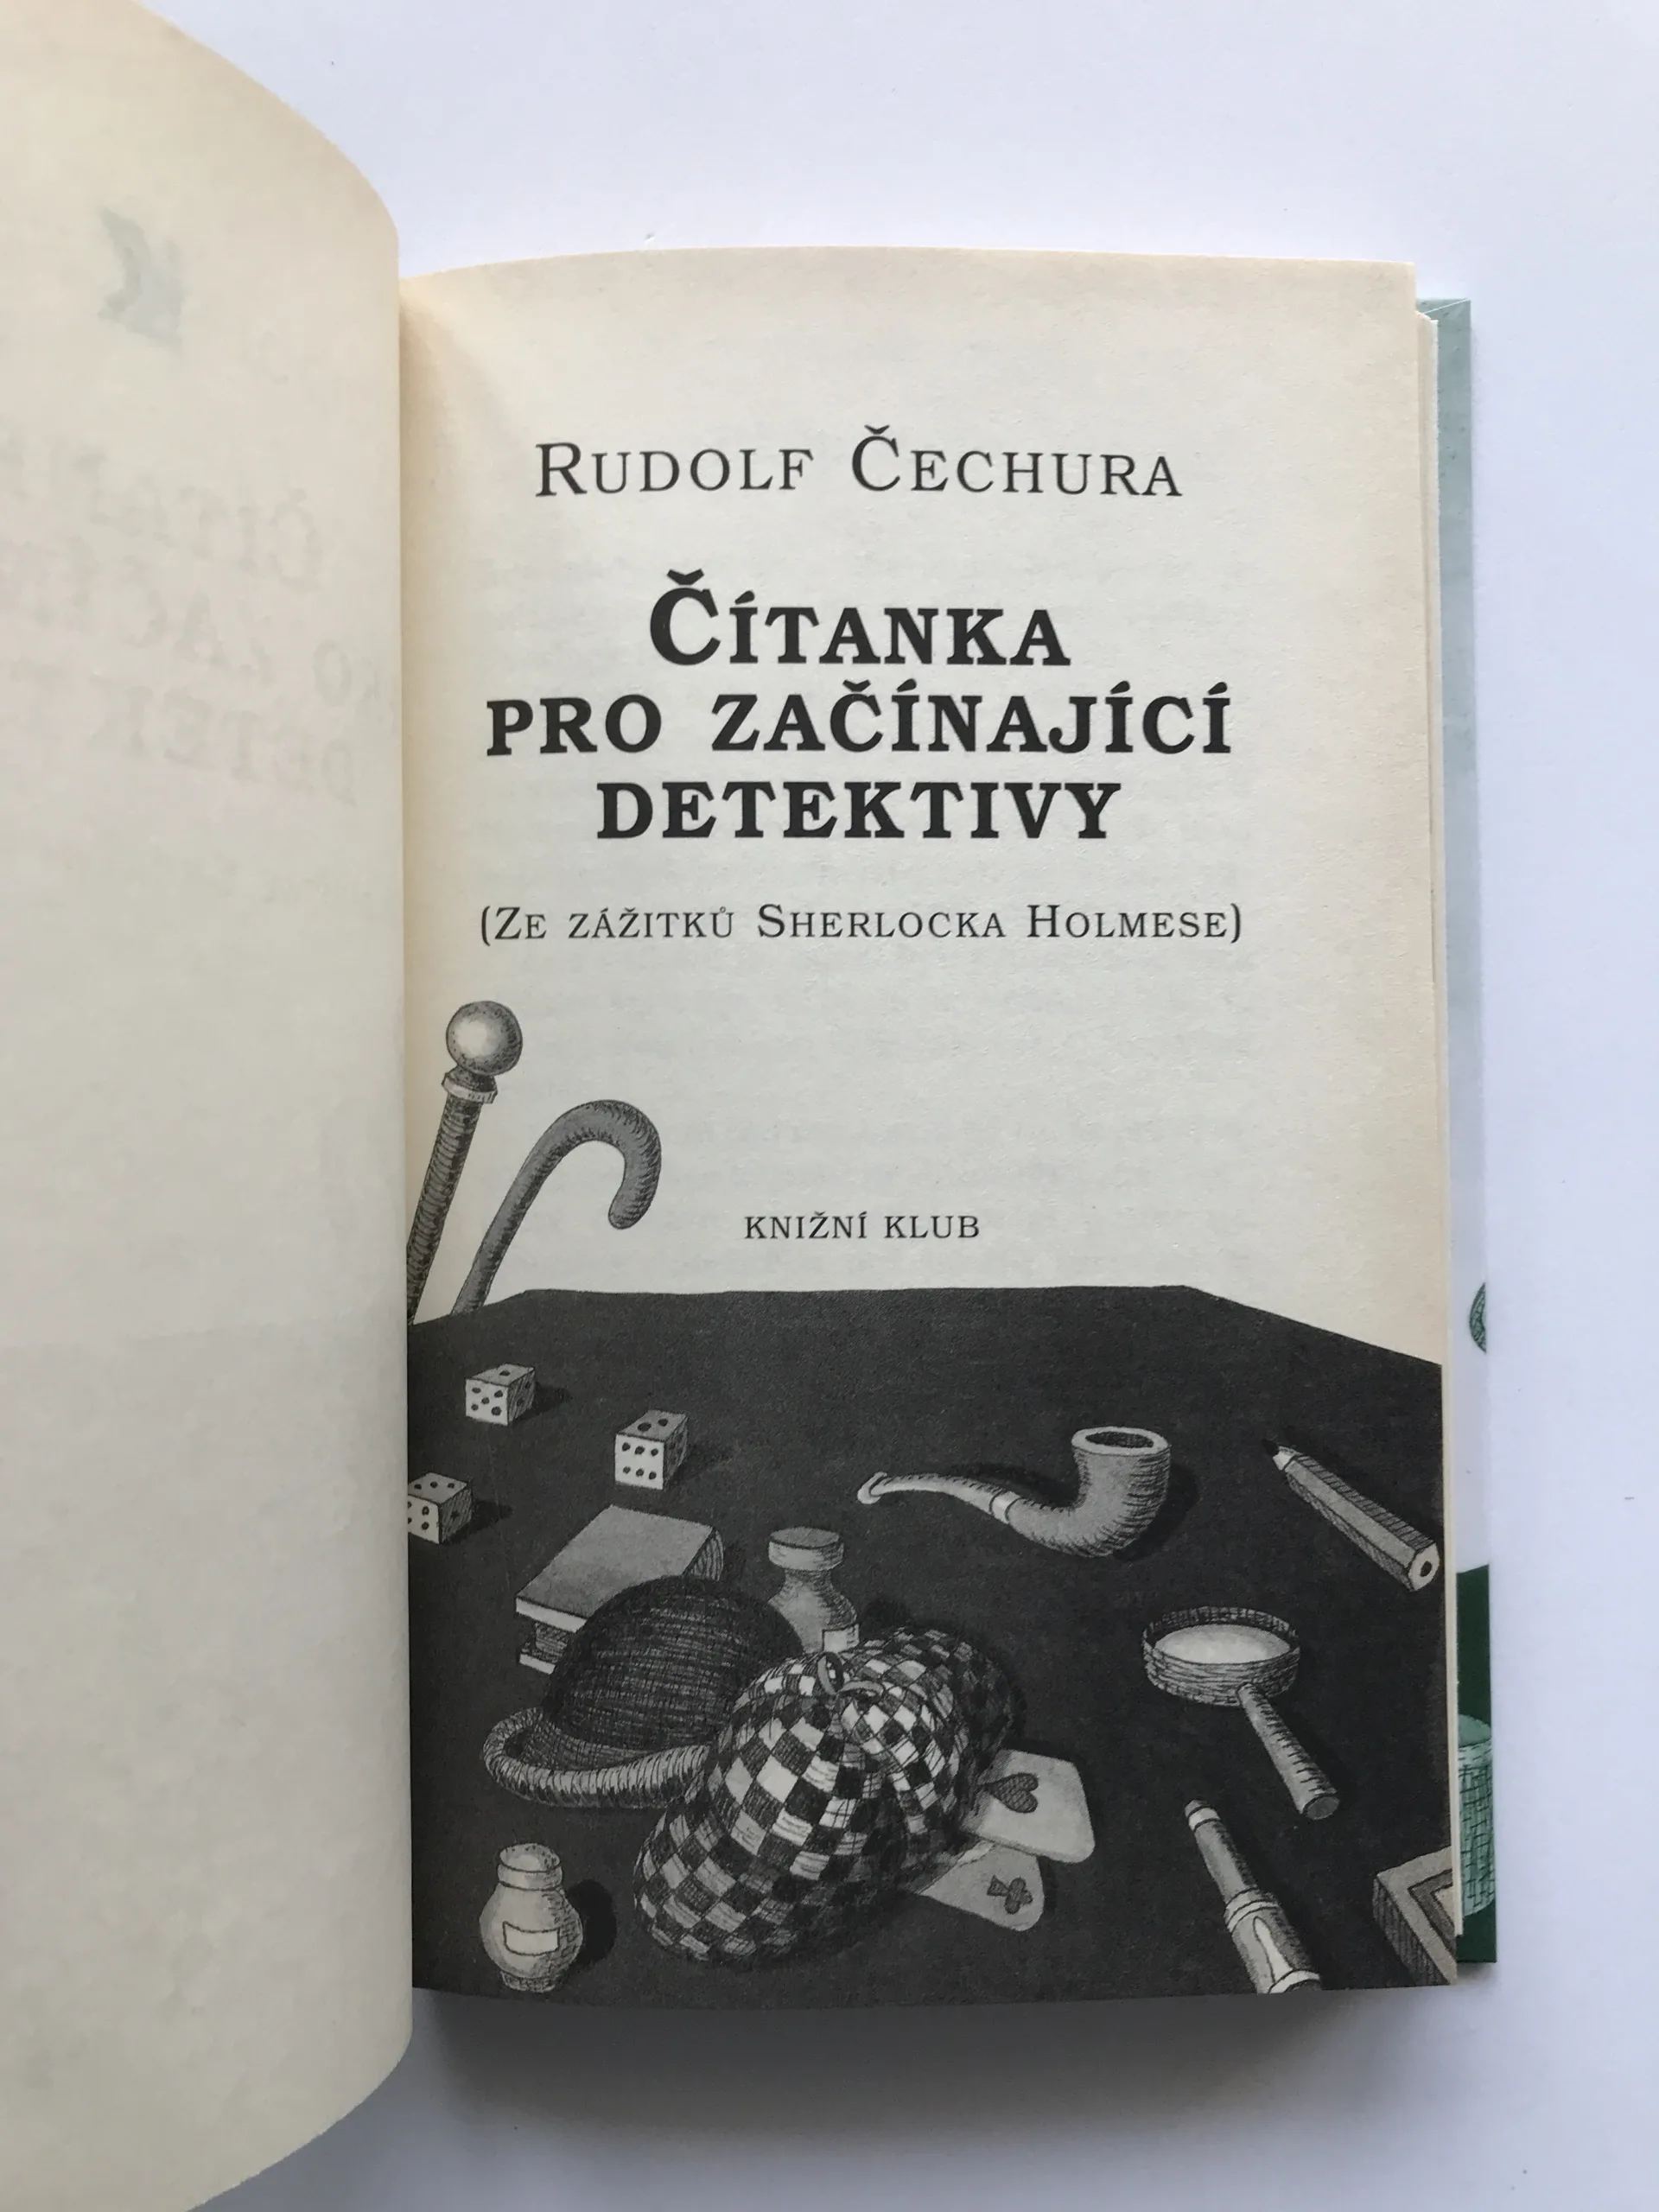 RUDOLF ČECHURA
ČÍTANKA
PRO ZAČÍNAJÍCÍ
DETEKTIVY
(ZE ZÁŽITKŮ SHERLOCKA HOLMESE)
KNIŽNÍ KLUB